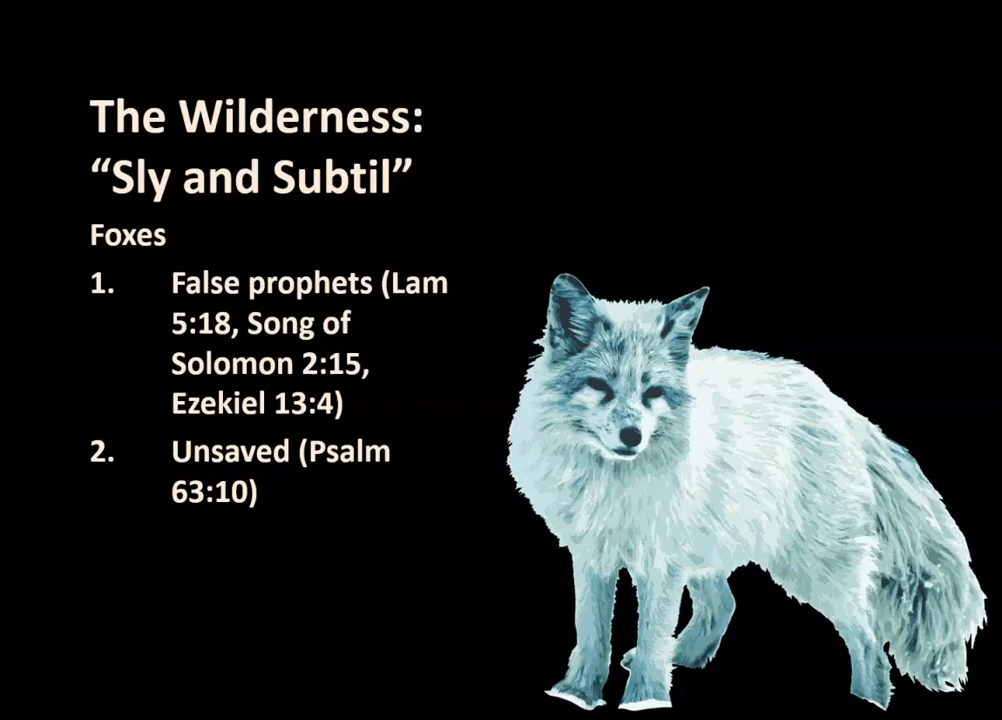 The Wilderness:
“Sly and Subtil”
Foxes
1. False prophets (Lam
5:18, Song of
Solomon 2:15,
Ezekiel 13:4)
2. Unsaved (Psalm
63:10)